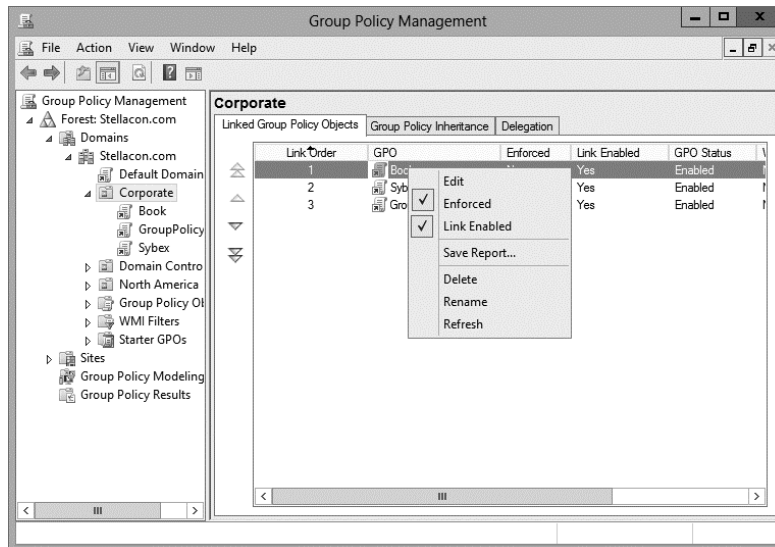 Group Policy Management
File Action View Window Help
Group Policy Management
Forest: Stellacon.com
Domains
Stellacon.com
Default Domain
Corporate
Book
GroupPolicy
Sybex
Domain Contro
North America
Group Policy Ob
WMI Filters
Starter GPOs
Sites
Group Policy Modeling
Group Policy Results
Corporate
Linked Group Policy Objects Group Policy Inheritance Delegation
Link Order GPO Enforced Link Enabled GPO Status
1 Yes Enabled
2 Syb Yes Enabled
3 Gro Yes Enabled
Edit
Enforced
Link Enabled
Save Report...
Delete
Rename
Refresh